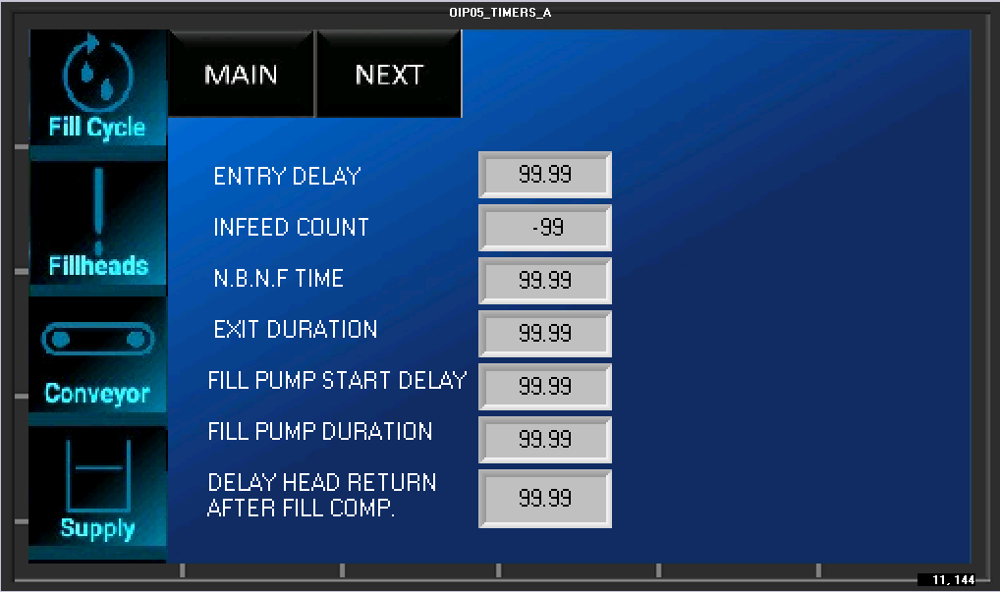 OIP05_TIMERS_A
MAIN
NEXT
Fill Cycle
Fillheads
Conveyor
Supply
ENTRY DELAY 99.99
INFEED COUNT -99
N.B.N.F TIME 99.99
EXIT DURATION 99.99
FILL PUMP START DELAY 99.99
FILL PUMP DURATION 99.99
DELAY HEAD RETURN
AFTER FILL COMP. 99.99
11, 144